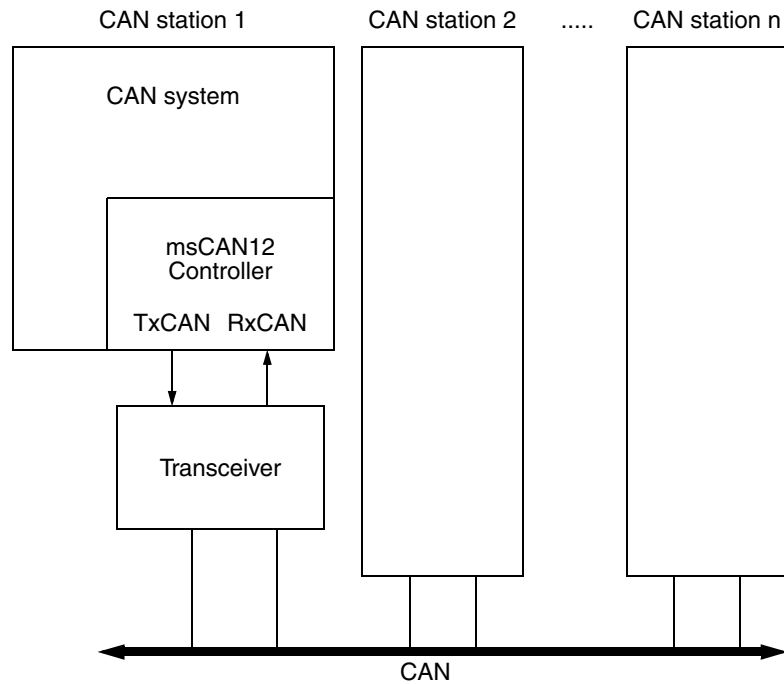 CAN station 1
CAN station 2
.....
CAN station n
CAN system
msCAN12
Controller
TxCAN
RxCAN
Transceiver
CAN